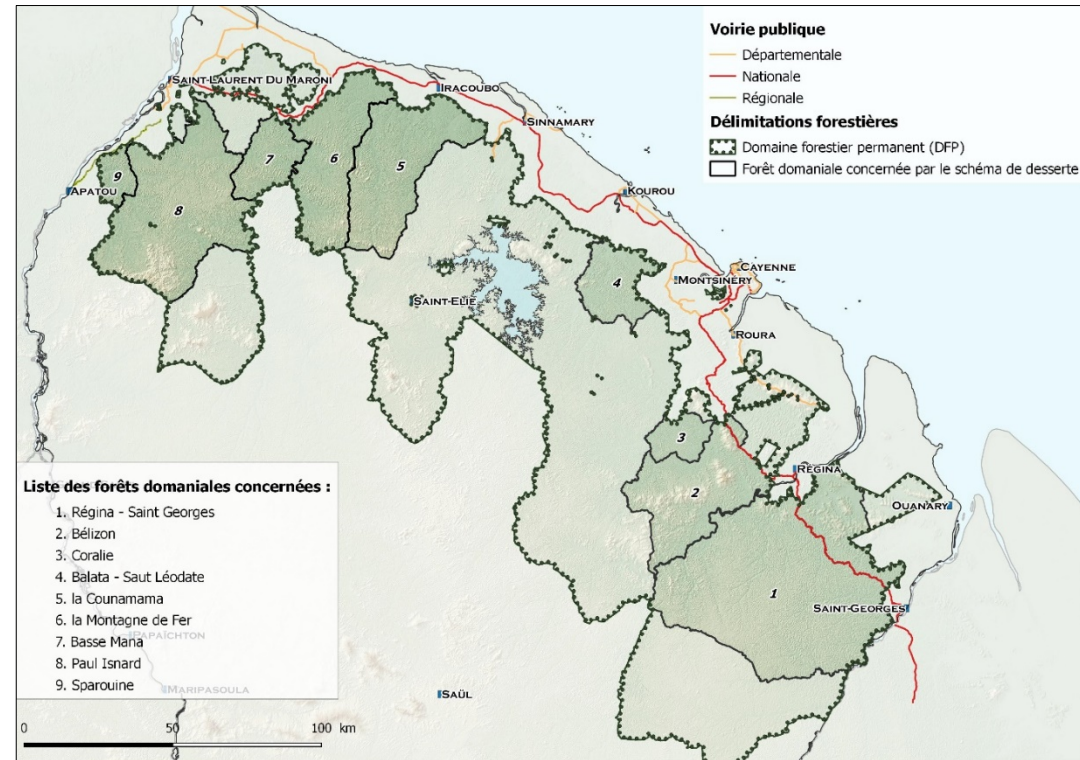 Voirie publique
Départementale
Nationale
Régionale
Délimitations forestières
Domaine forestier permanent (DFP)
Forêt domaniale concernée par le schéma de desserte
SAINT-LAURENT DU MARONI
IRACOUBO
SINNAMARY
9
7
6
5
APATOU
8
KOUROU
CAYENNE
MONTSINÉRY
4
SAINT-ELIE
ROURA
3
RÉGINA
2
OUANARY
1
SAINT-GEORGES
Liste des forêts domaniales concernées :
1. Régina - Saint Georges
2. Bélizon
3. Coralie
4. Balata - Saut Léodate
5. la Counamama
6. la Montagne de Fer
7. Basse Mana
8. Paul Isnard
9. Sparouine
PAPAÏCHTON
MARIPASOULA
SAÜL
0 50 100 km